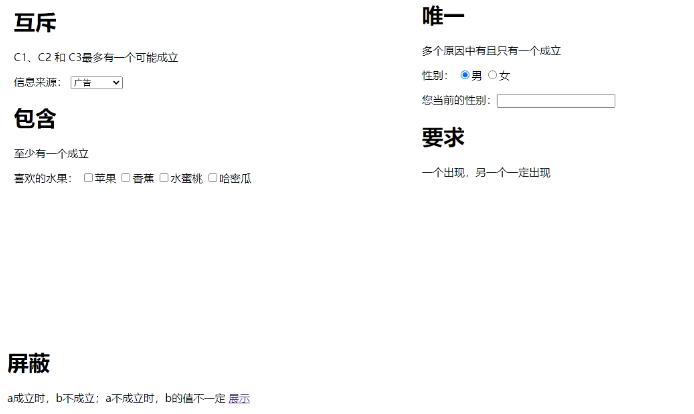 互斥
C1、C2 和 C3最多有一个可能成立
信息来源： 广告
包含
至少有一个成立
喜欢的水果： 苹果 香蕉 水蜜桃 哈密瓜
唯一
多个原因中有且只有一个成立
性别： 男 女
您当前的性别：
要求
一个出现，另一个一定出现
屏蔽
a成立时，b不成立；a不成立时，b的值不一定 展示